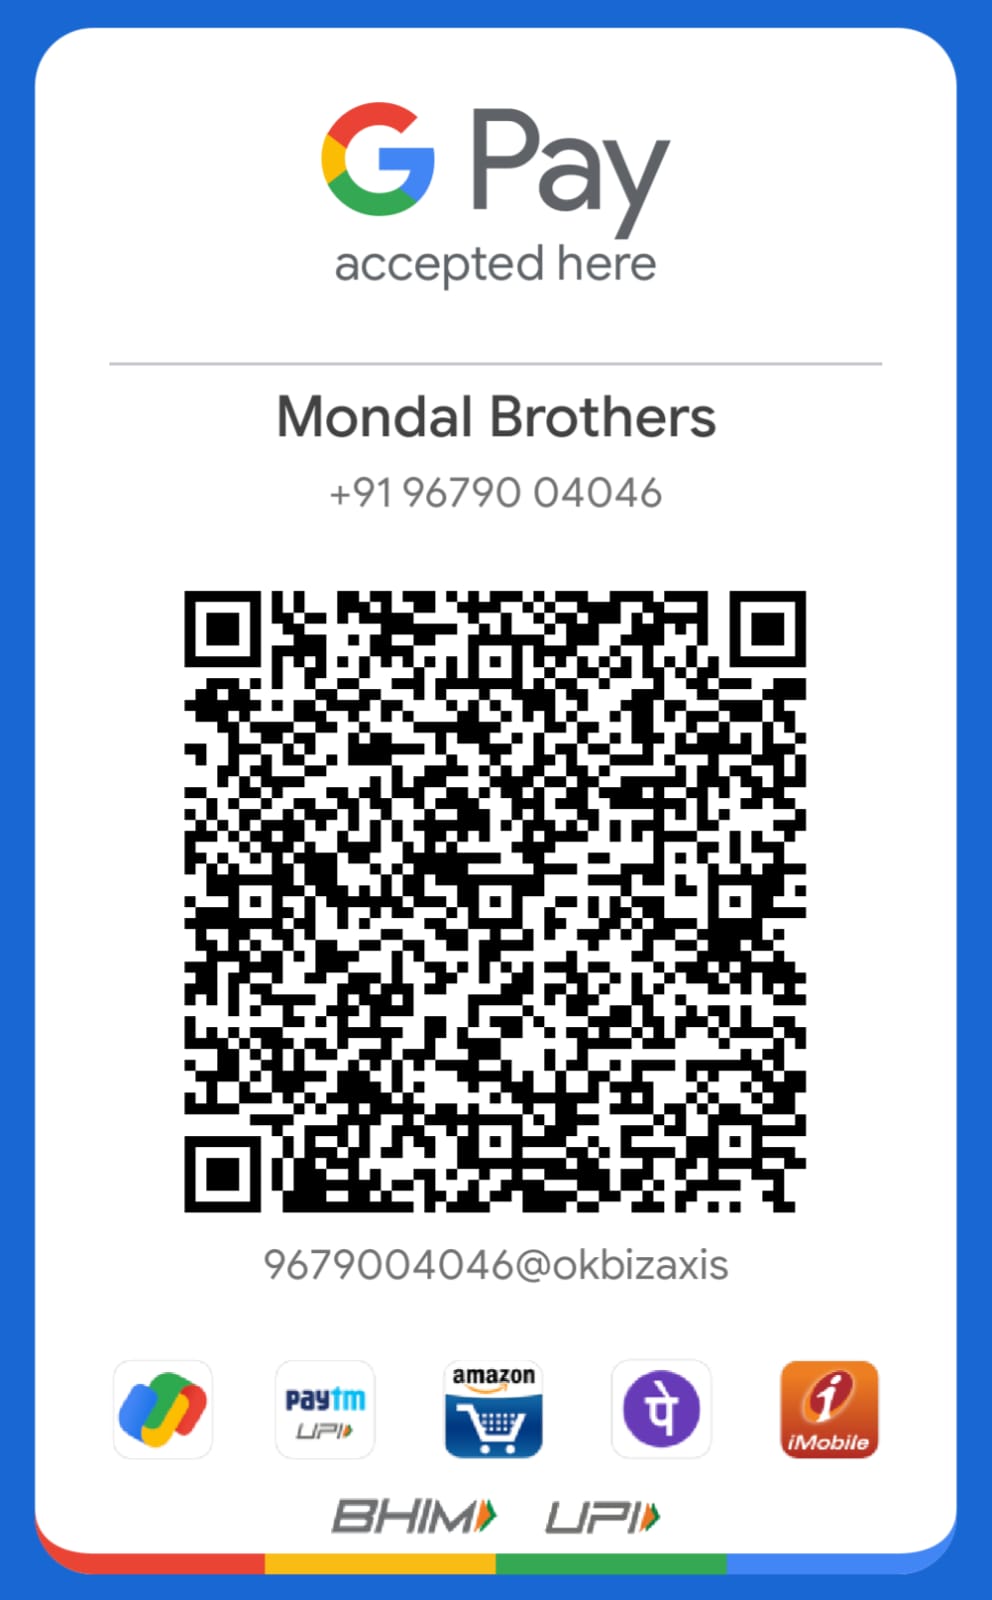 G Pay
accepted here
Mondal Brothers
+91 96790 04046
9679004046@okbizaxis
paytm
UPI
amazon
पे
i
iMobile
BHIM UPI